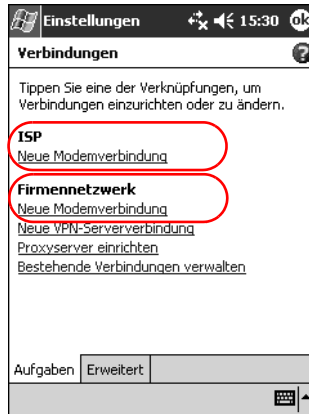 Einstellungen 15:30 ok
Verbindungen ?
Tippen Sie eine der Verknüpfungen, um
Verbindungen einzurichten oder zu ändern.
ISP
Neue Modemverbindung
Firmennetzwerk
Neue Modemverbindung
Neue VPN-Serververbindung
Proxyserver einrichten
Bestehende Verbindungen verwalten
Aufgaben Erweitert